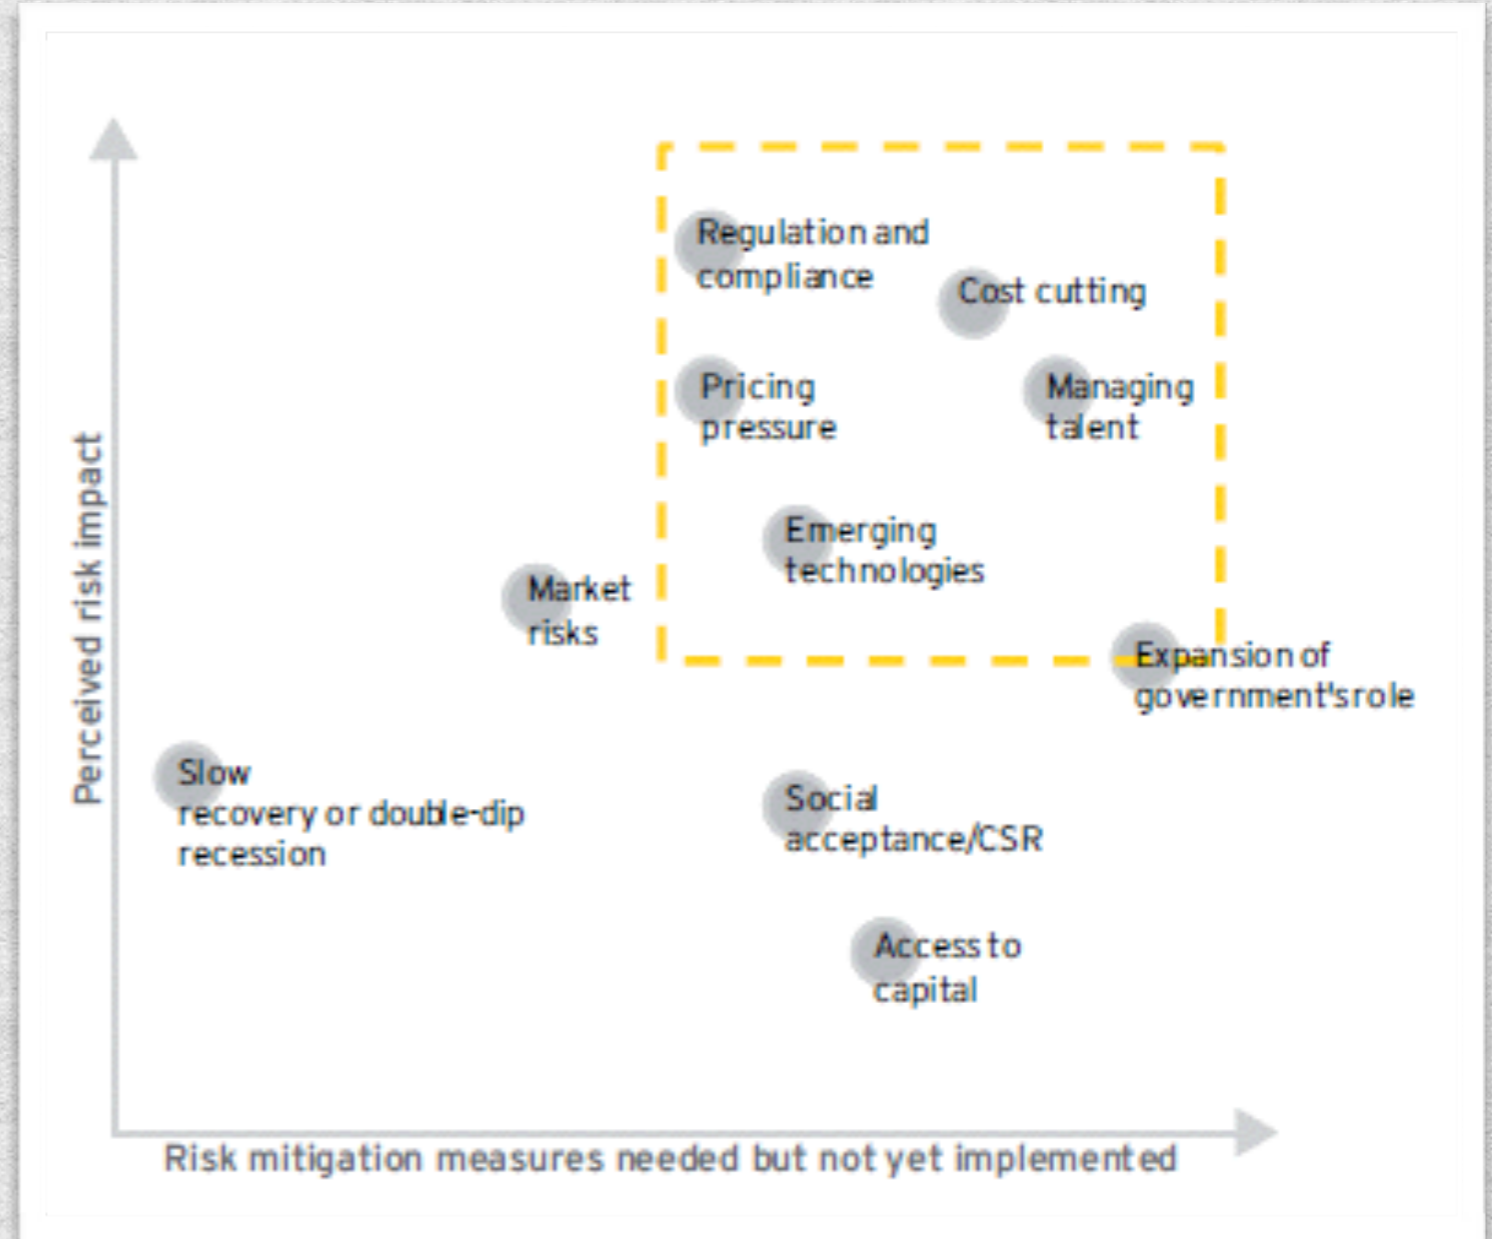 Regulation and
compliance
Cost cutting
Pricing
pressure
Managing
talent
Emerging
technologies
Market
risks
Expansion of
government's role
Slow
recovery or double-dip
recession
Social
acceptance/CSR
Access to
capital
Perceived risk impact
Risk mitigation measures needed but not yet implemented